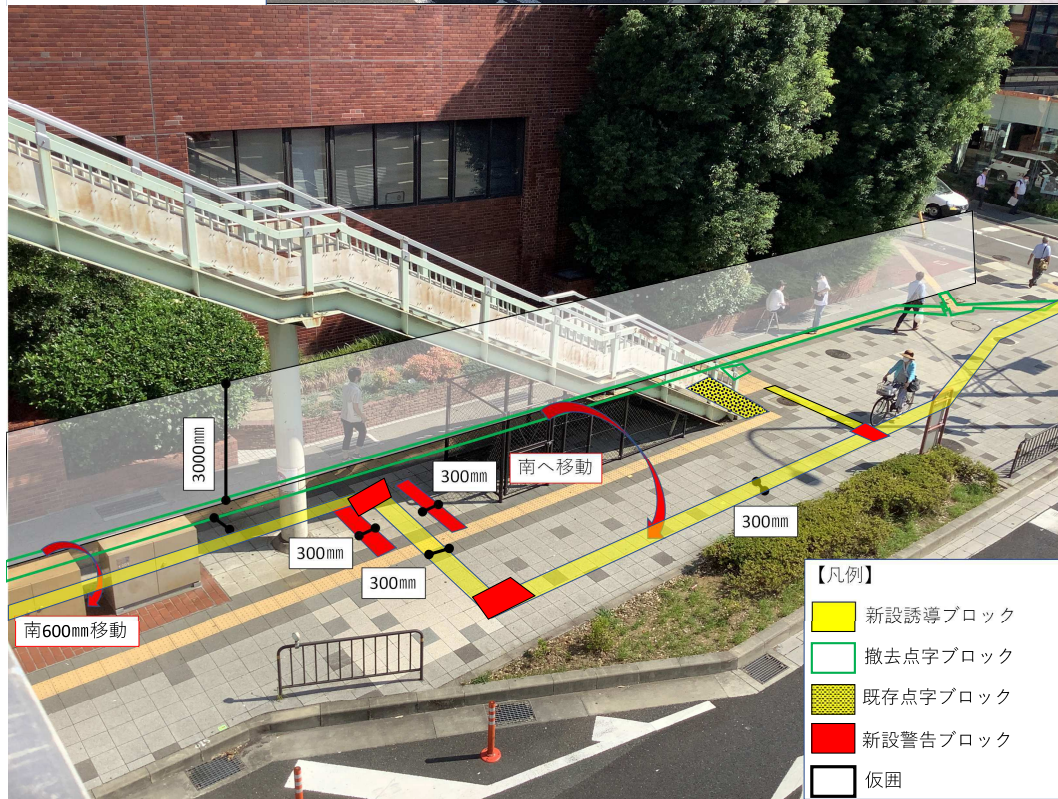 3000mm
300mm
南へ移動
300mm
300mm
300mm
南600mm移動
【凡例】
新設誘導ブロック
撤去点字ブロック
既存点字ブロック
新設警告ブロック
仮囲